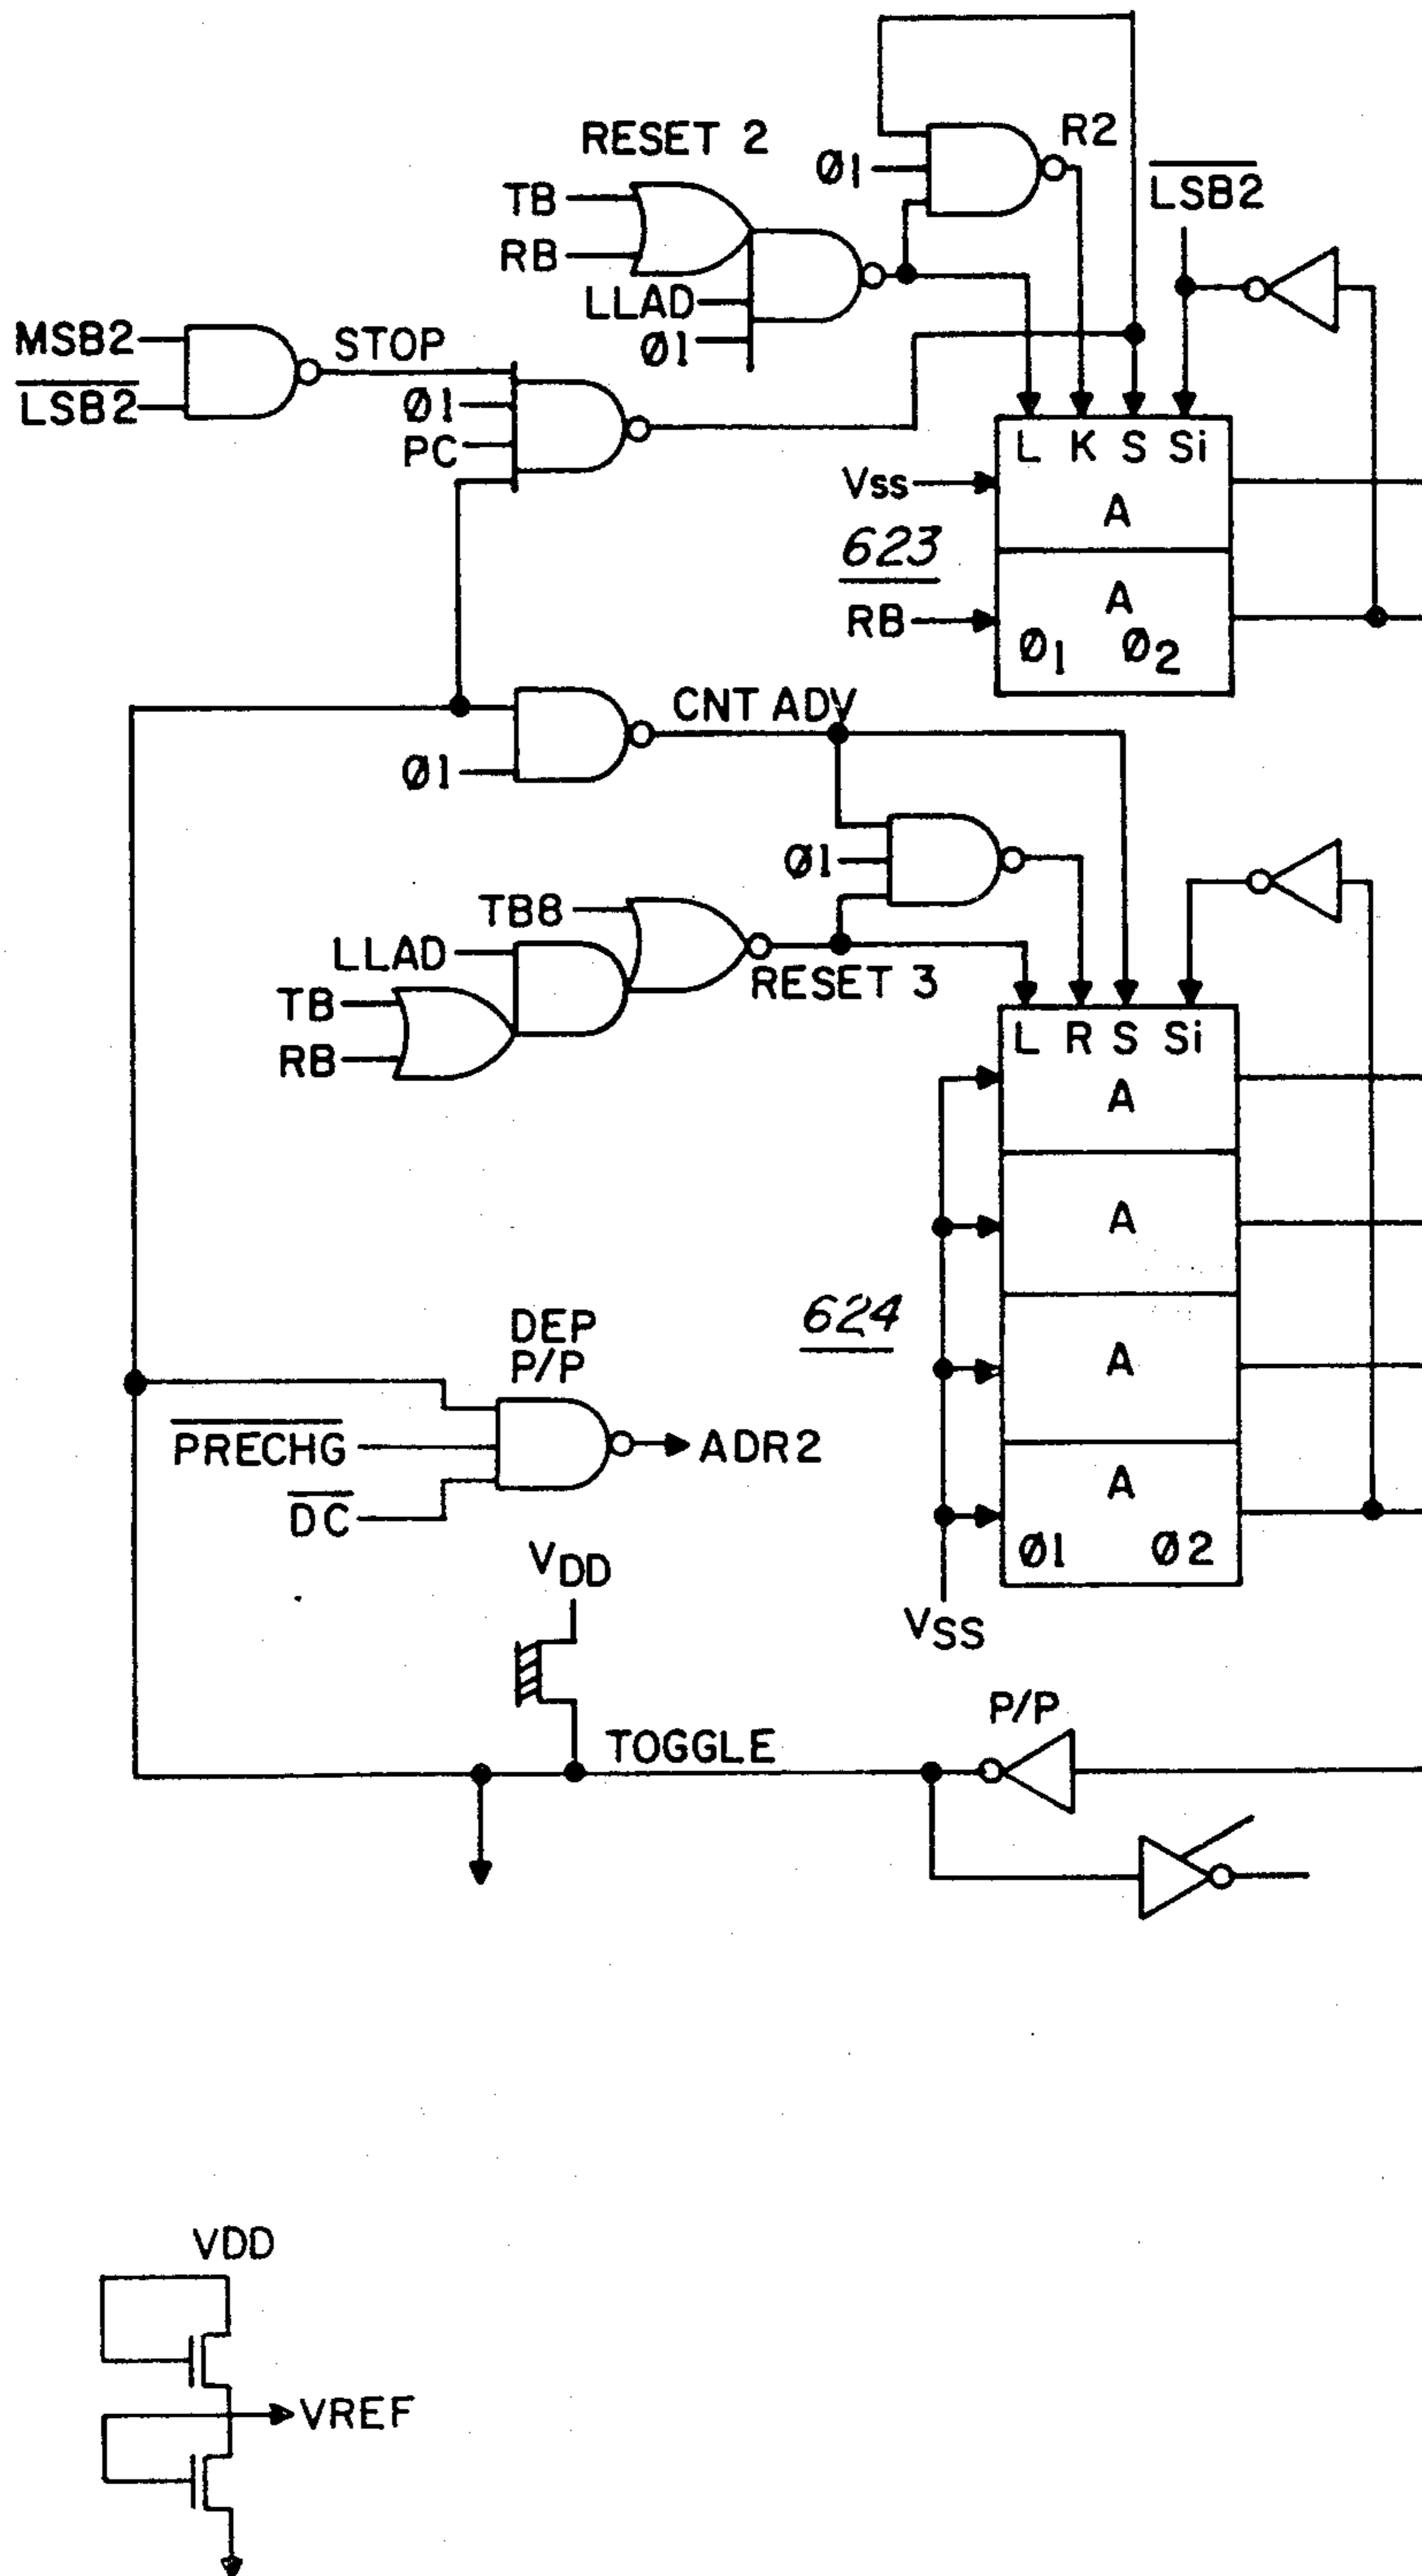 RESET 2
R2
TB
Ø1
LSB2
RB
LLAD
Ø1
MSB2
STOP
LSB2
Ø1
PC
L K S Si
Vss
A
623
A
RB
Ø1 Ø2
CNT ADV
Ø1
Ø1
TB8
LLAD
RESET 3
TB
RB
L R S Si
A
A
624
DEP
P/P
A
PRECHG
ADR2
A
DC
Ø1 Ø2
VDD
VSS
P/P
TOGGLE
VDD
VREF